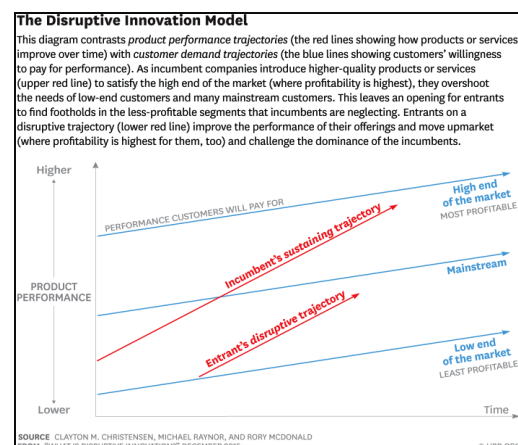 The Disruptive Innovation Model
This diagram contrasts product performance trajectories (the red lines showing how products or services
improve over time) with customer demand trajectories (the blue lines showing customers' willingness
to pay for performance). As incumbent companies introduce higher-quality products or services
(upper red line) to satisfy the high end of the market (where profitability is highest), they overshoot
the needs of low-end customers and many mainstream customers. This leaves an opening for entrants
to find footholds in the less-profitable segments that incumbents are neglecting. Entrants on a
disruptive trajectory (lower red line) improve the performance of their offerings and move upmarket
(where profitability is highest for them, too) and challenge the dominance of the incumbents.
Higher
PERFORMANCE CUSTOMERS WILL PAY FOR
High end
of the market
MOST PROFITABLE
Incumbent's sustaining trajectory
PRODUCT
PERFORMANCE
Mainstream
Entrant's disruptive trajectory
Low end
of the market
LEAST PROFITABLE
Lower
Time
SOURCE CLAYTON M. CHRISTENSEN, MICHAEL RAYNOR, AND RORY MCDONALD